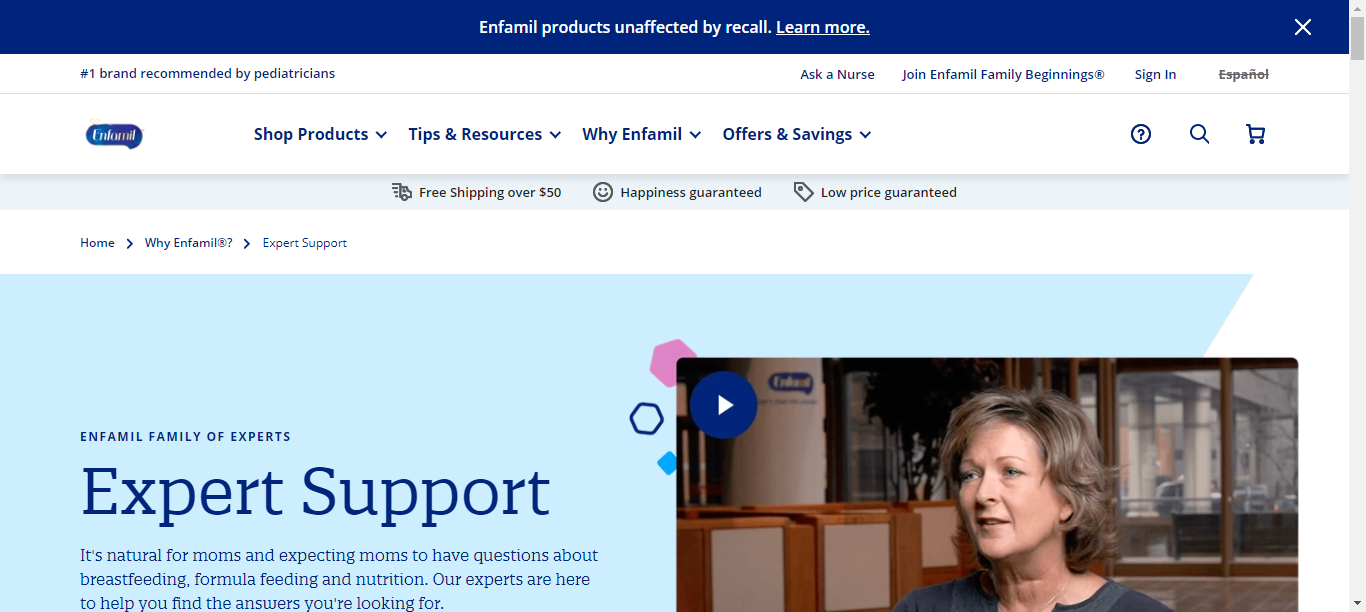 Enfamil products unaffected by recall. Learn more.
#1 brand recommended by pediatricians
Ask a Nurse Join Enfamil Family Beginnings® Sign In Español
Enfamil Shop Products Tips & Resources Why Enfamil Offers & Savings
Free Shipping over $50 Happiness guaranteed Low price guaranteed
Home Why Enfamil®? Expert Support
ENFAMIL FAMILY OF EXPERTS
Expert Support
It's natural for moms and expecting moms to have questions about
breastfeeding, formula feeding and nutrition. Our experts are here
to help you find the answers you're looking for.
Enfamil